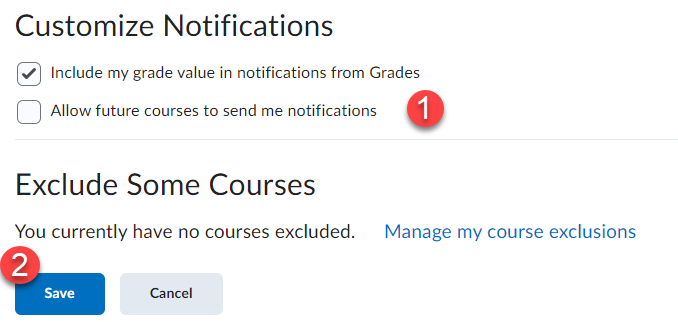 Customize Notifications
Include my grade value in notifications from Grades
Allow future courses to send me notifications 1
Exclude Some Courses
You currently have no courses excluded. Manage my course exclusions
2
Save Cancel